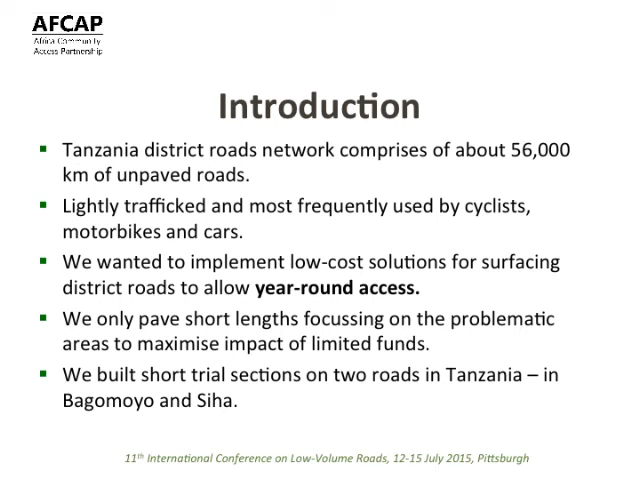 AFCAP
Africa Community
Access Partnership
Introduction
▪ Tanzania district roads network comprises of about 56,000
km of unpaved roads.
▪ Lightly trafficked and most frequently used by cyclists,
motorbikes and cars.
▪ We wanted to implement low-cost solutions for surfacing
district roads to allow year-round access.
▪ We only pave short lengths focussing on the problematic
areas to maximise impact of limited funds.
▪ We built short trial sections on two roads in Tanzania – in
Bagomoyo and Siha.
11th International Conference on Low-Volume Roads, 12-15 July 2015, Pittsburgh